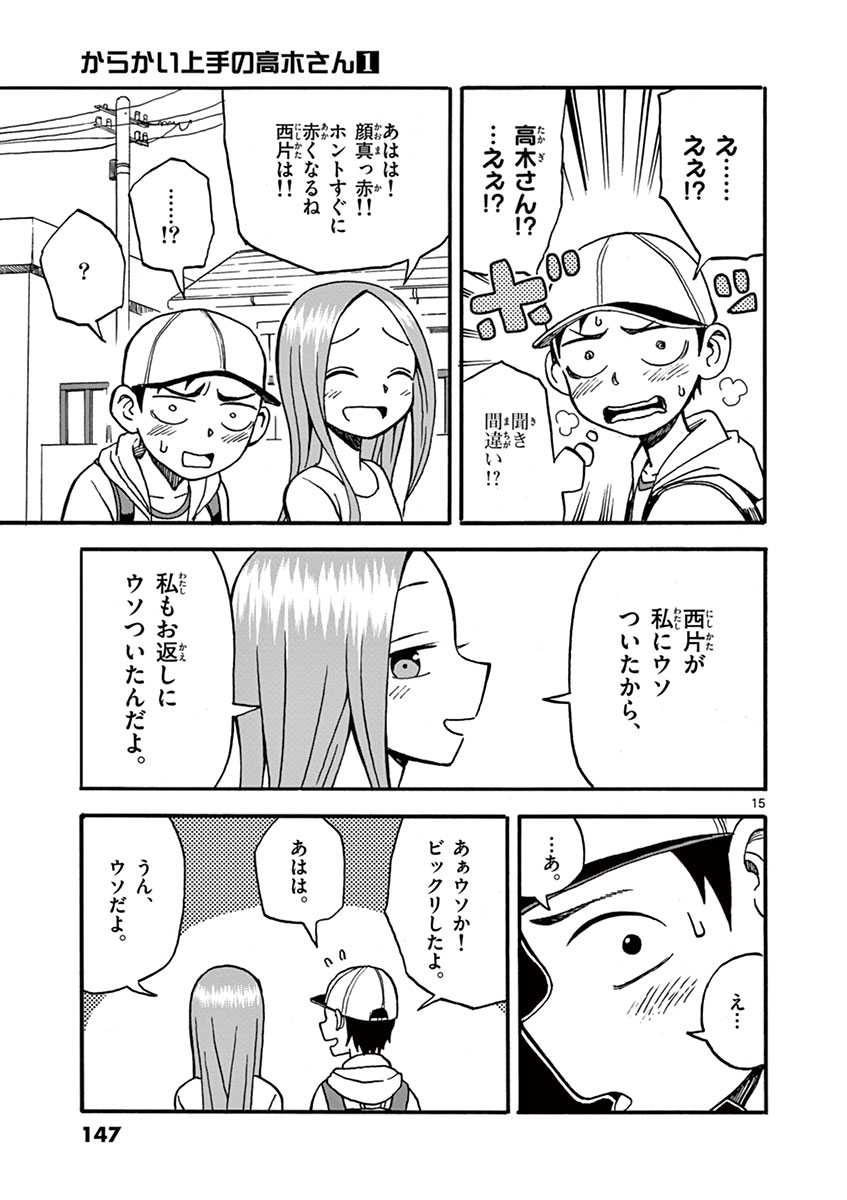 からかい上手の高木さん1
え……
ええ!?
高木さん!?
…ええ!?
ボッ
聞き
間違い!?
あはは!
顔真っ赤!!
ホントすぐに
赤くなるね
西片は!!
……
!?
?
西片が
私にウソ
ついたから、
私もお返しに
ウソついたんだよ。
15
…あ。
え…
あぁウソか!
ビックリしたよ。
あはは。
うん、
ウソだよ。
147